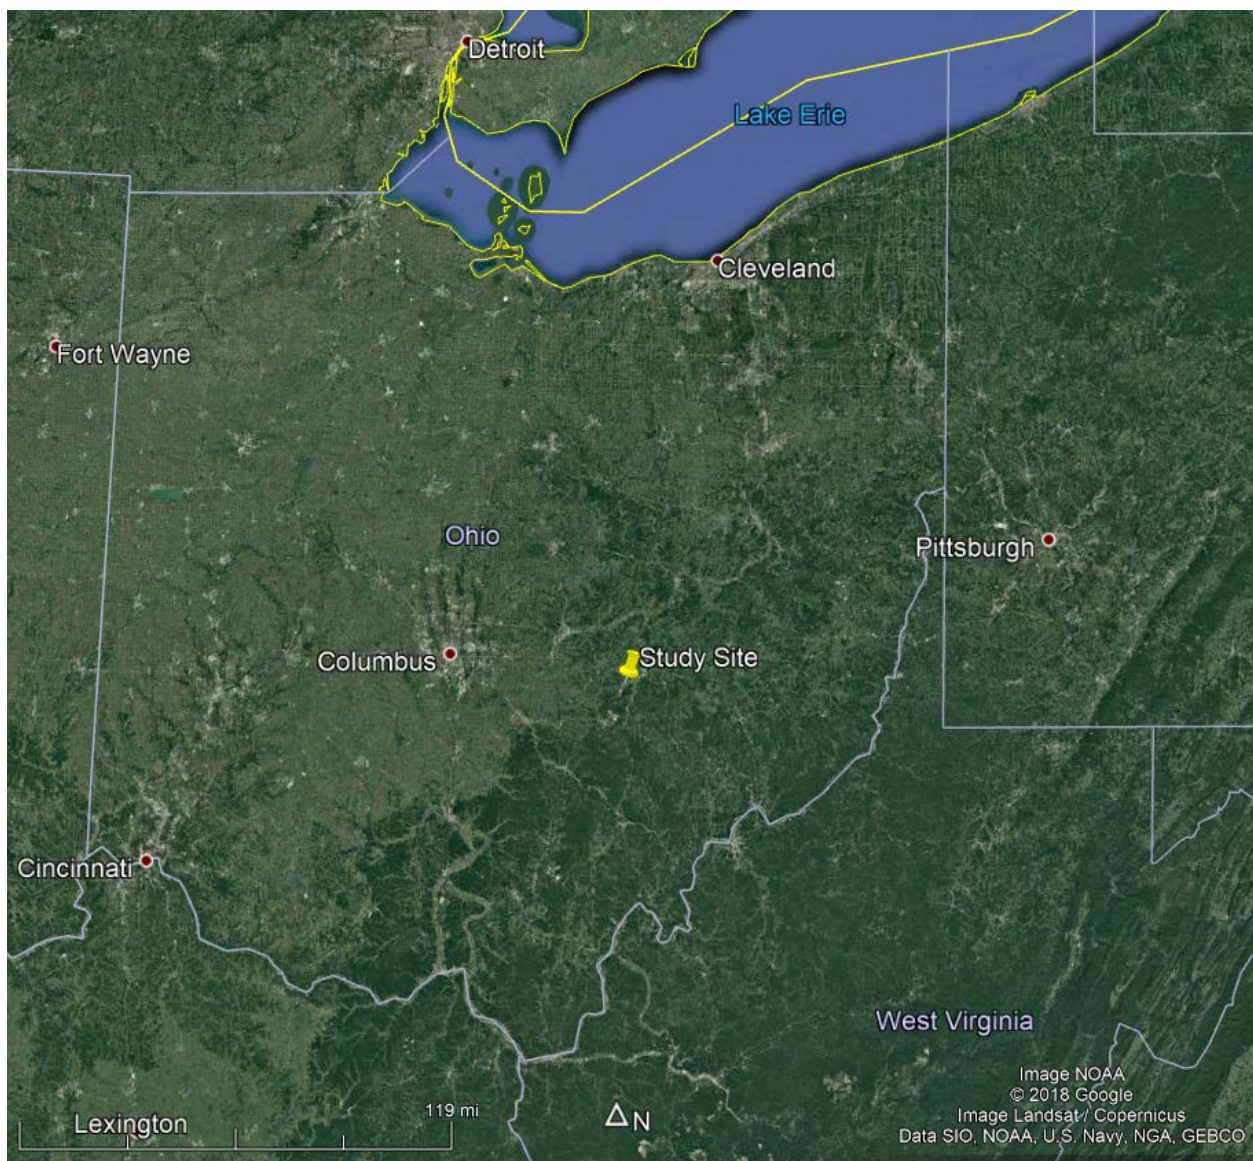 Detroit
Lake Erie
Cleveland
Fort Wayne
Ohio
Pittsburgh
Columbus
Study Site
Cincinnati
West Virginia
Image NOAA
© 2018 Google
Image Landsat / Copernicus
Data SIO, NOAA, U.S. Navy, NGA, GEBCO
119 mi
N
Lexington